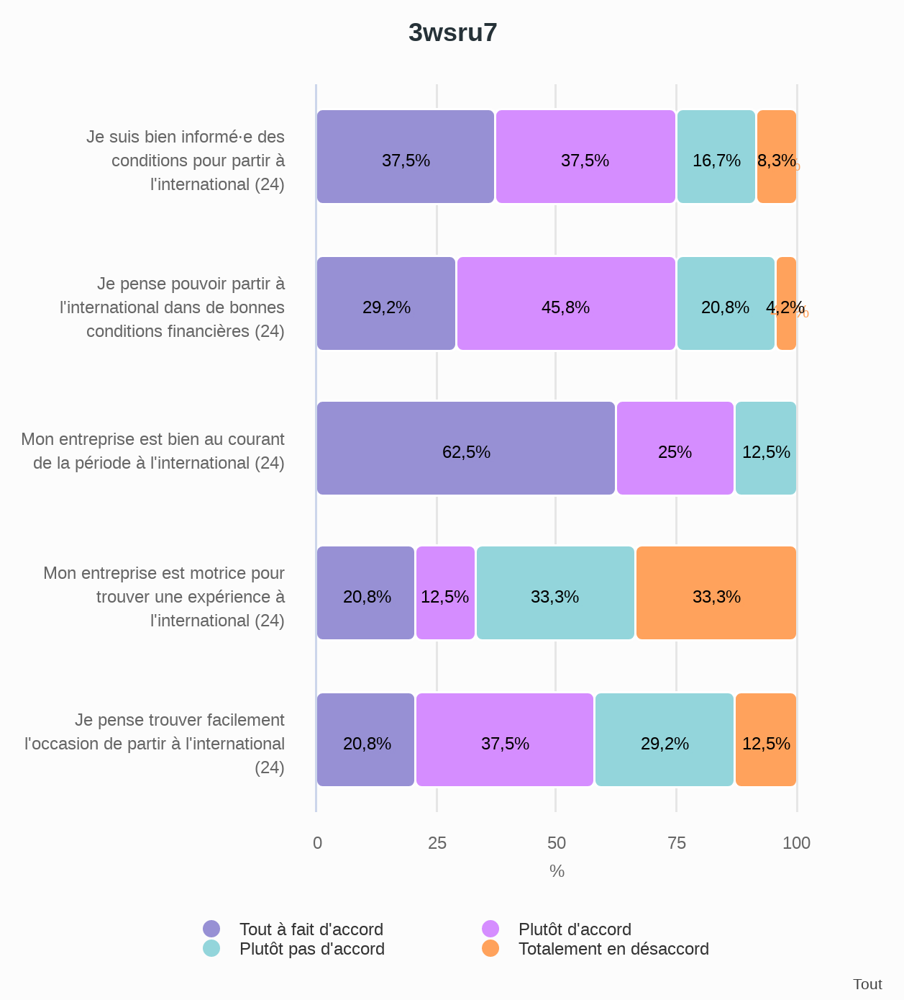 3wsru7
Je suis bien informé·e des
conditions pour partir à
l'international (24)
37,5%
37,5%
16,7%
8,3%
Je pense pouvoir partir à
l'international dans de bonnes
conditions financières (24)
29,2%
45,8%
20,8%
4,2%
Mon entreprise est bien au courant
de la période à l'international (24)
62,5%
25%
12,5%
Mon entreprise est motrice pour
trouver une expérience à
l'international (24)
20,8%
12,5%
33,3%
33,3%
Je pense trouver facilement
l'occasion de partir à l'international
(24)
20,8%
37,5%
29,2%
12,5%
0 25 50 75 100
%
Tout à fait d'accord
Plutôt d'accord
Plutôt pas d'accord
Totalement en désaccord
Tout